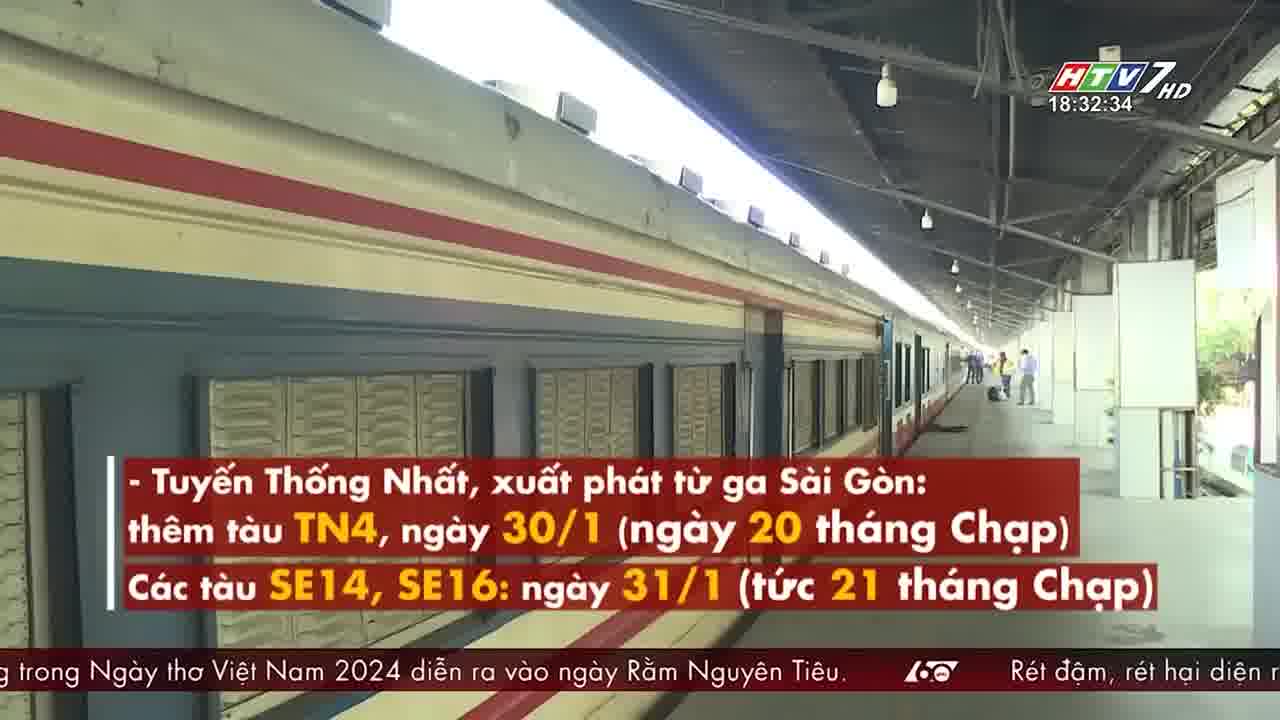 HTV7 HD
18:32:34
- Tuyến Thống Nhất, xuất phát từ ga Sài Gòn:
thêm tàu TN4, ngày 30/1 (ngày 20 tháng Chạp)
Các tàu SE14, SE16: ngày 31/1 (tức 21 tháng Chạp)
trong Ngày thơ Việt Nam 2024 diễn ra vào ngày Rằm Nguyên Tiêu. 60 Rét đậm, rét hại diện